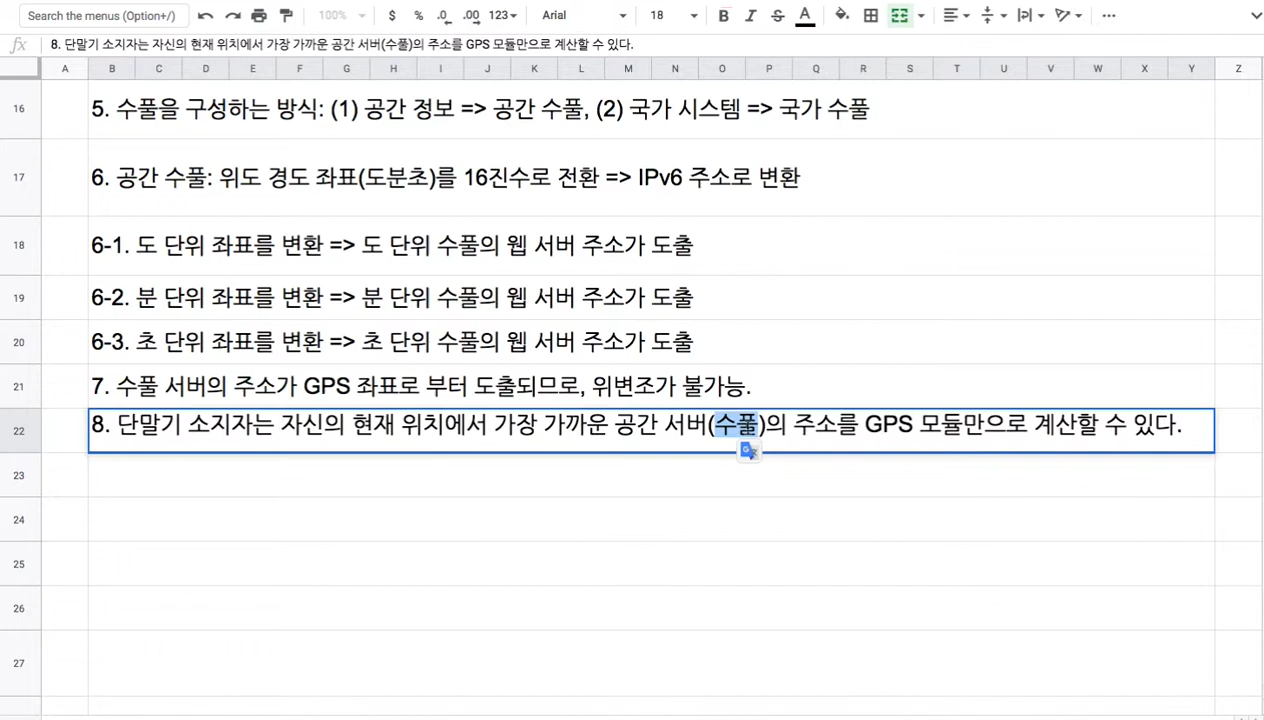 Search the menus (Option+/) 100% $ % .0 .00 123 Arial 18 B I S A
fx 8. 단말기 소지자는 자신의 현재 위치에서 가장 가까운 공간 서버(수풀)의 주소를 GPS 모듈만으로 계산할 수 있다.
A B C D E F G H I J K L M N O P Q R S T U V W X Y Z
16 5. 수풀을 구성하는 방식: (1) 공간 정보 => 공간 수풀, (2) 국가 시스템 => 국가 수풀
17 6. 공간 수풀: 위도 경도 좌표(도분초)를 16진수로 전환 => IPv6 주소로 변환
18 6-1. 도 단위 좌표를 변환 => 도 단위 수풀의 웹 서버 주소가 도출
19 6-2. 분 단위 좌표를 변환 => 분 단위 수풀의 웹 서버 주소가 도출
20 6-3. 초 단위 좌표를 변환 => 초 단위 수풀의 웹 서버 주소가 도출
21 7. 수풀 서버의 주소가 GPS 좌표로 부터 도출되므로, 위변조가 불가능.
22 8. 단말기 소지자는 자신의 현재 위치에서 가장 가까운 공간 서버(수풀)의 주소를 GPS 모듈만으로 계산할 수 있다.
23
24
25
26
27